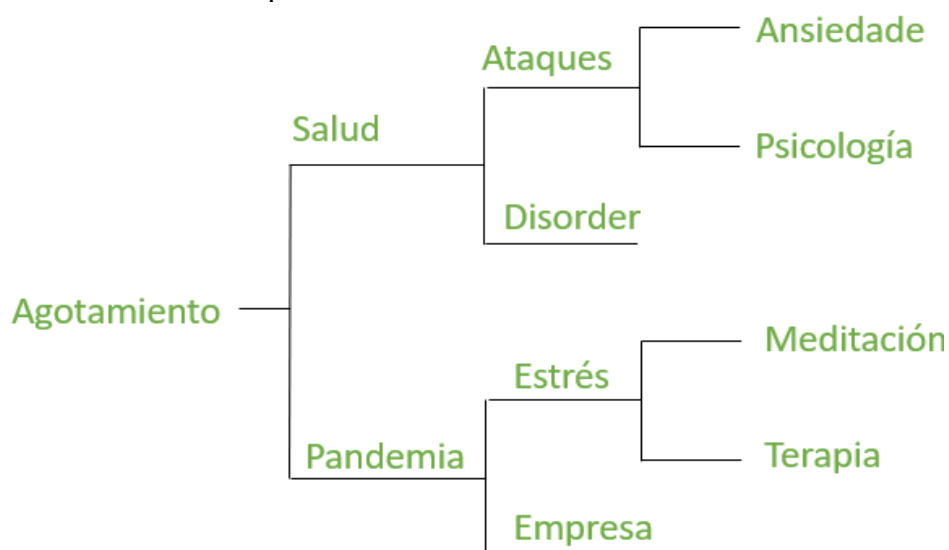 Ansiedade
Ataques
Salud
Psicología
Disorder
Agotamiento
Meditación
Estrés
Pandemia
Terapia
Empresa